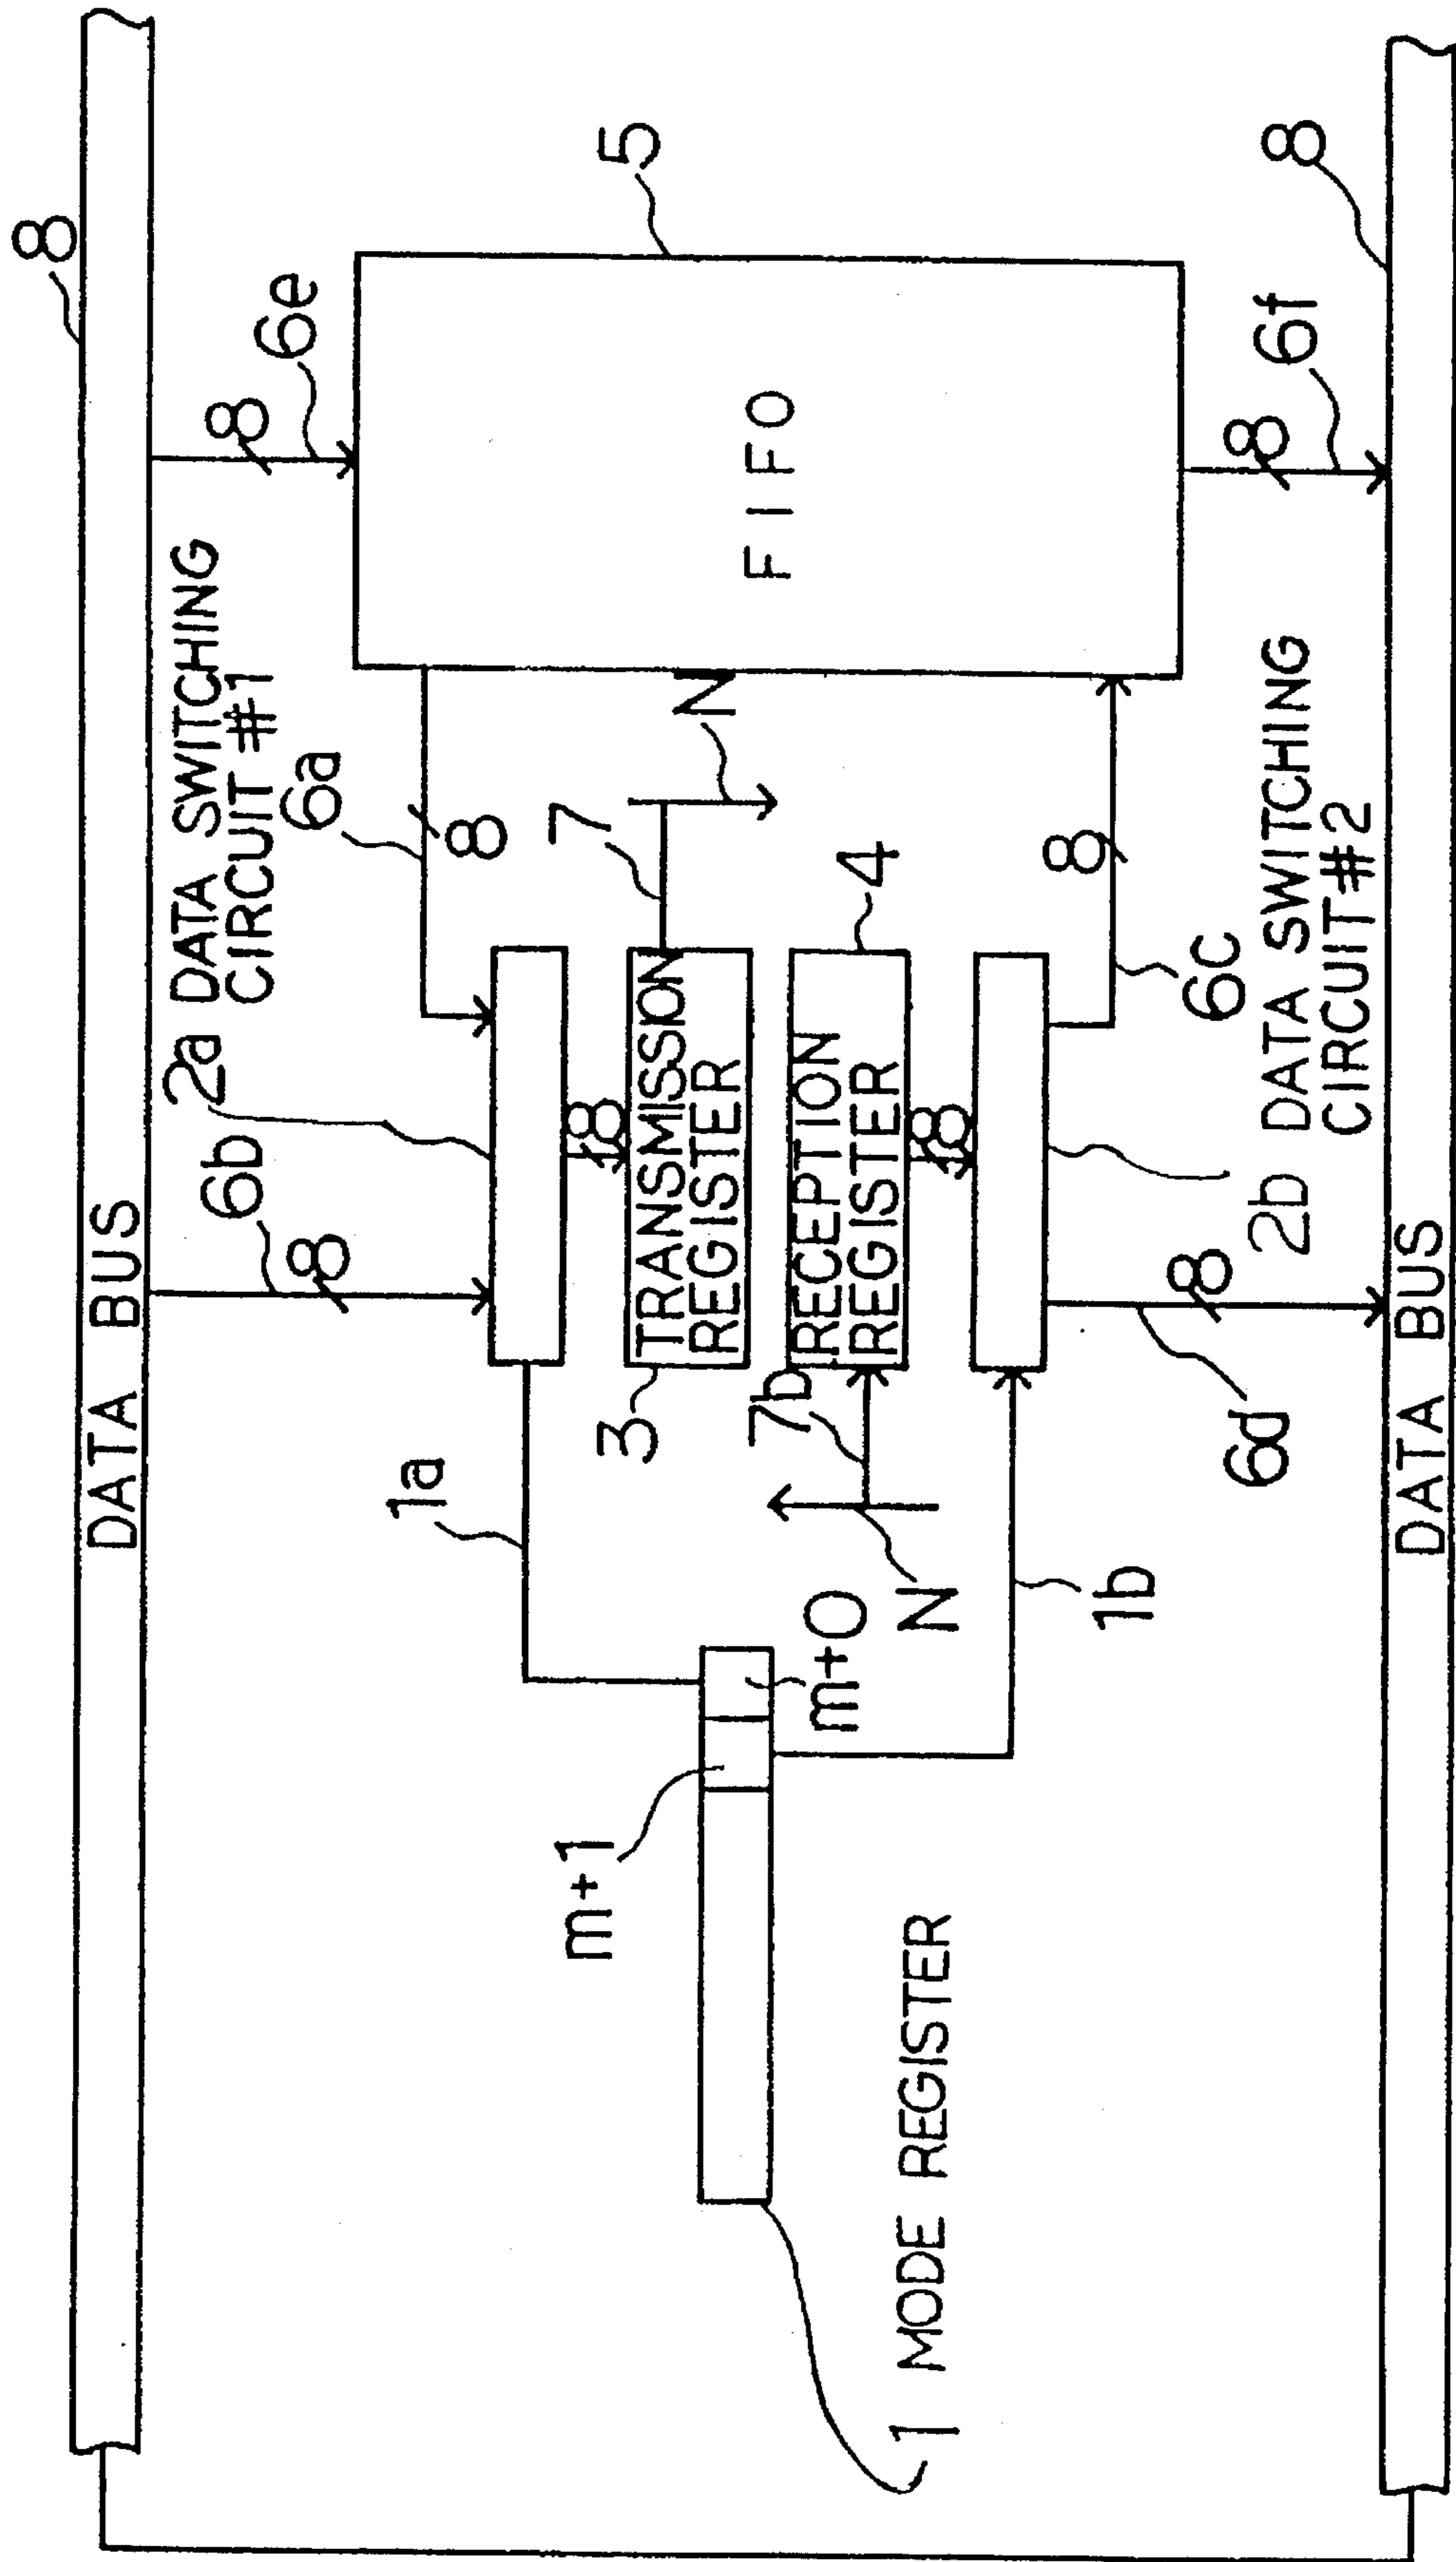 8
DATA BUS
6b
8
2a DATA SWITCHING
CIRCUIT #1
6a
8
8
6e
1a
8
3
TRANSMISSION
REGISTER
7
N
5
FIFO
m+1
m+0
7b
N
RECEPTION
REGISTER
4
8
1 MODE REGISTER
1b
8
6c
6d
8
2b DATA SWITCHING
CIRCUIT #2
8
6f
DATA BUS
8